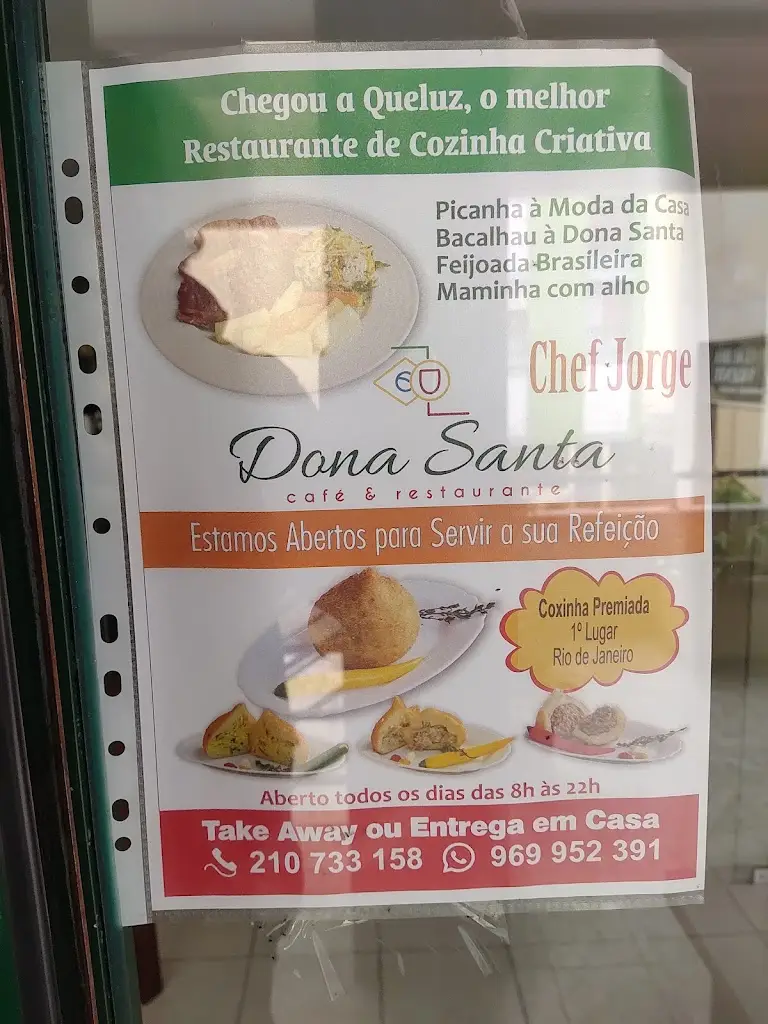 Chegou a Queluz, o melhor
Restaurante de Cozinha Criativa
Picanha à Moda da Casa
Bacalhau à Dona Santa
Feijoada Brasileira
Maminha com alho
Chef Jorge
Dona Santa
café & restaurante
Estamos Abertos para Servir a sua Refeição
Coxinha Premiada
1º Lugar
Rio de Janeiro
Aberto todos os dias das 8h às 22h
Take Away ou Entrega em Casa
210 733 158 969 952 391